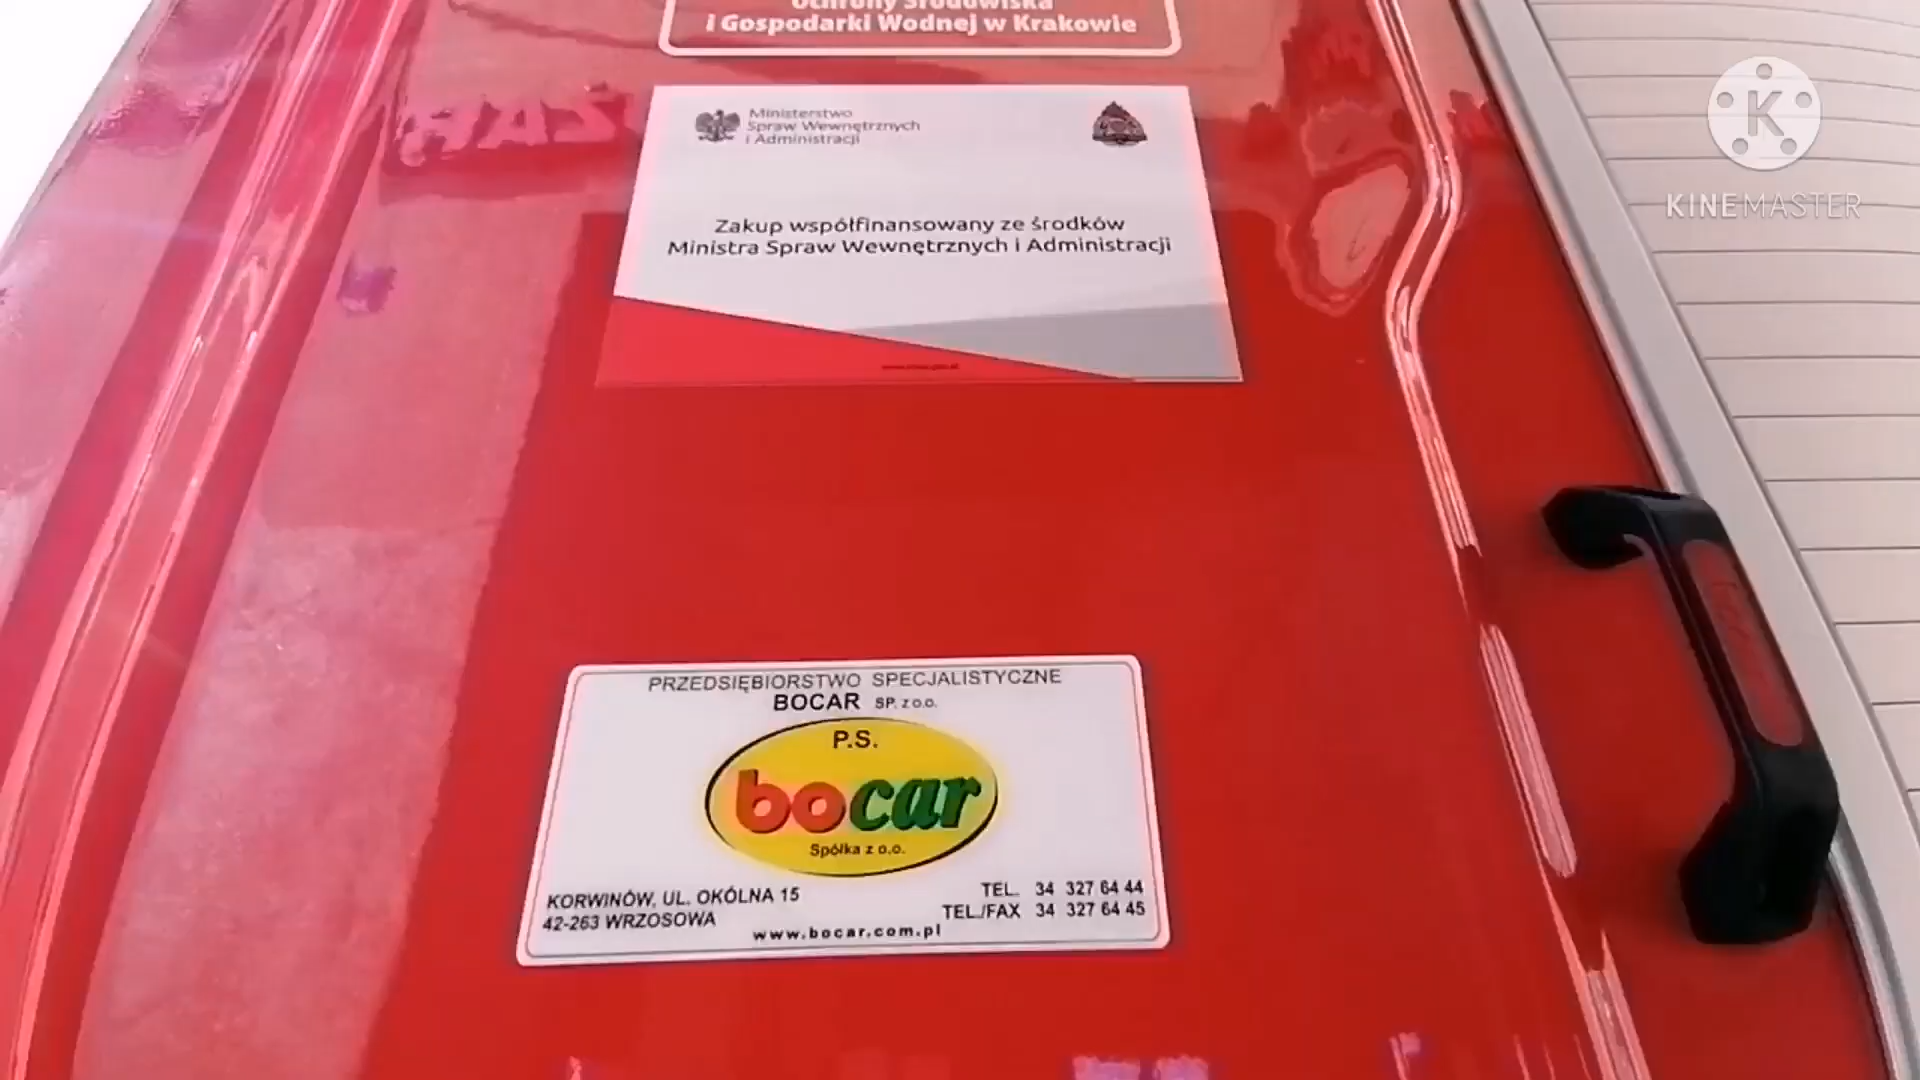 Ochrony Środowiska
i Gospodarki Wodnej w Krakowie
Ministerstwo
Spraw Wewnętrznych
i Administracji
Zakup współfinansowany ze środków
Ministra Spraw Wewnętrznych i Administracji
KINEMASTER
PRZEDSIĘBIORSTWO SPECJALISTYCZNE
BOCAR SP. z o.o.
P.S.
bocar
Spółka z o.o.
KORWINÓW, UL. OKÓLNA 15
42-263 WRZOSOWA
TEL. 34 327 64 44
TEL./FAX 34 327 64 45
www.bocar.com.pl